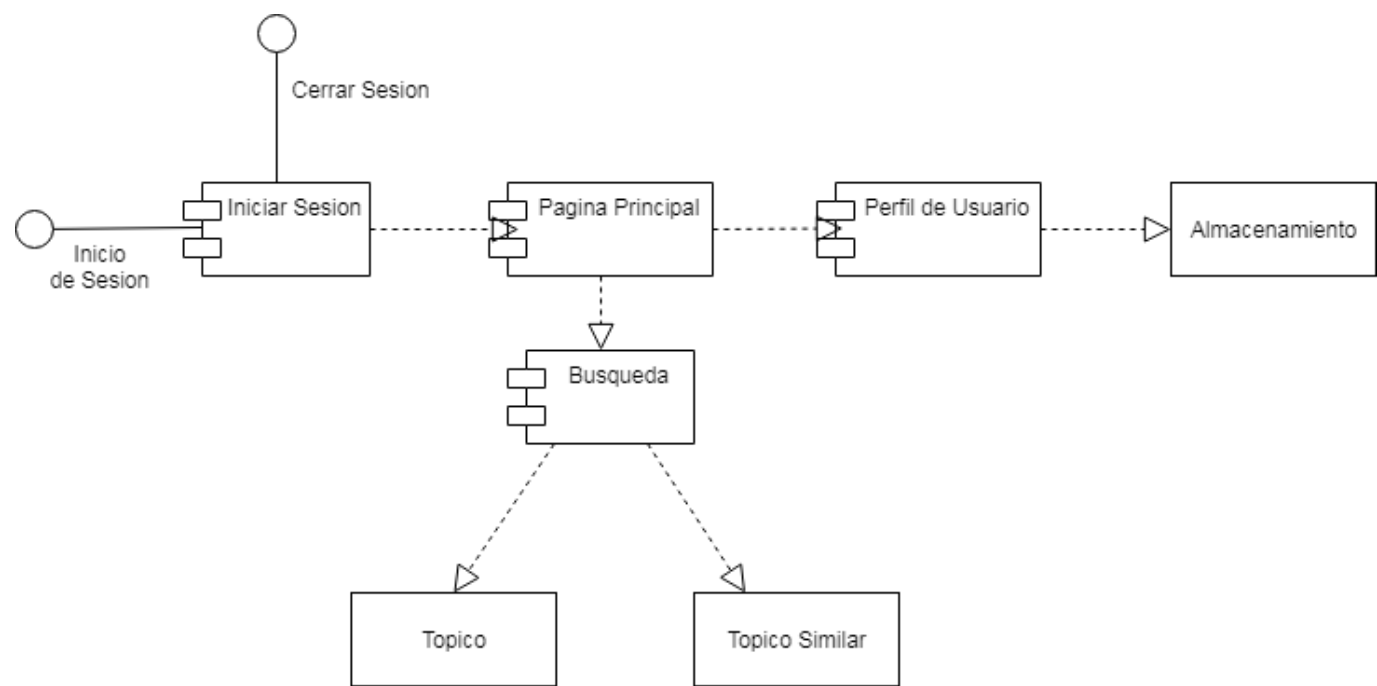 Cerrar Sesion
Iniciar Sesion
Pagina Principal
Perfil de Usuario
Almacenamiento
Inicio
de Sesion
Busqueda
Topico
Topico Similar